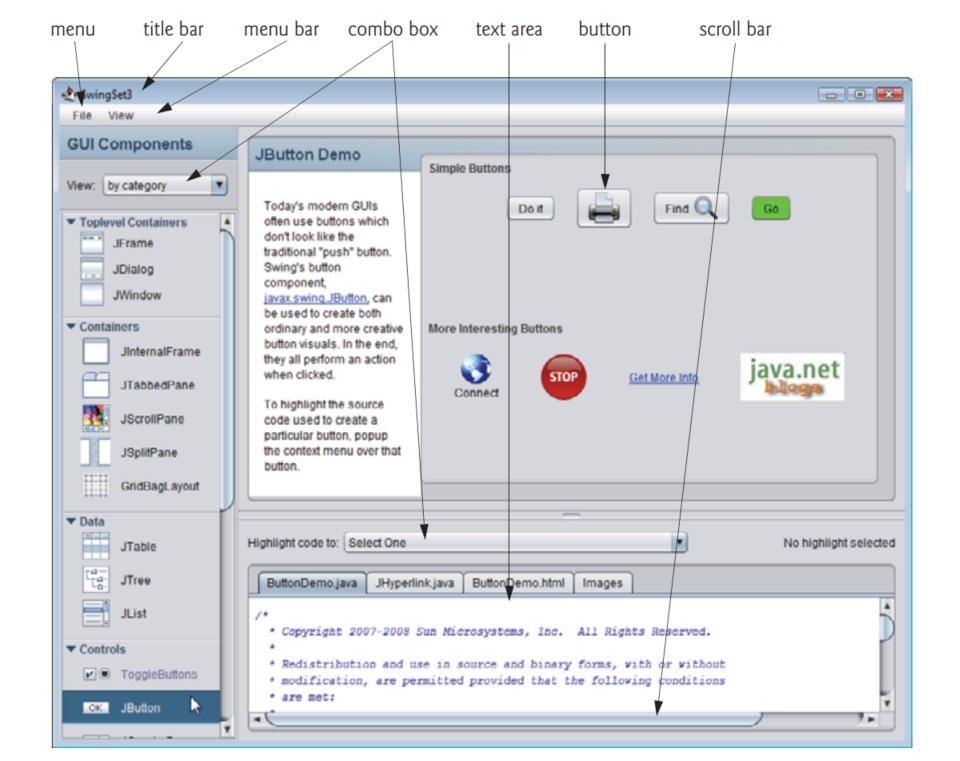 menu title bar menu bar combo box text area button scroll bar
SwingSet3
File View
GUI Components
View: by category
Toplevel Containers
JFrame
JDialog
JWindow
Containers
JInternalFrame
JTabbedPane
JScrollPane
JSplitPane
GridBagLayout
Data
JTable
JTree
JList
Controls
ToggleButtons
OK JButton
JButton Demo
Today's modern GUIs
often use buttons which
don't look like the
traditional "push" button.
Swing's button
component,
javax.swing.JButton, can
be used to create both
ordinary and more creative
button visuals. In the end,
they all perform an action
when clicked.
To highlight the source
code used to create a
particular button, popup
the context menu over that
button.
Simple Buttons
Do it Find Go
More Interesting Buttons
Connect STOP Get More Info java.net
blogs
Highlight code to: Select One No highlight selected
ButtonDemo.java JHyperlink.java ButtonDemo.html Images
/*
* Copyright 2007-2008 Sun Microsystems, Inc. All Rights Reserved.
*
* Redistribution and use in source and binary forms, with or without
* modification, are permitted provided that the following conditions
* are met:
*